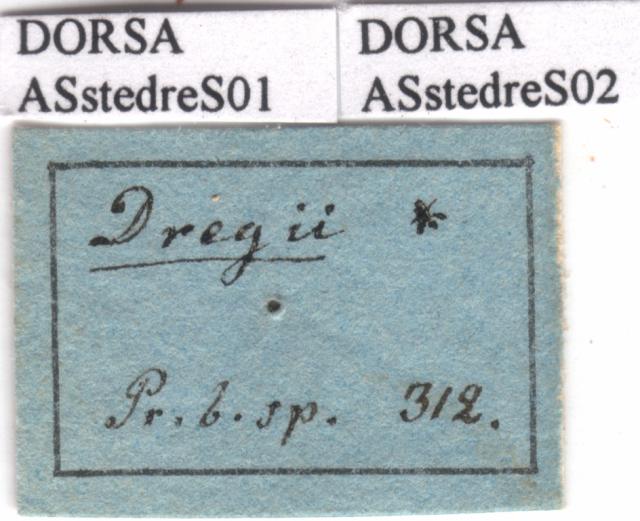 DORSA
ASstedreS01
DORSA
ASstedreS02
Dregii *
Pr. b. sp. 312.